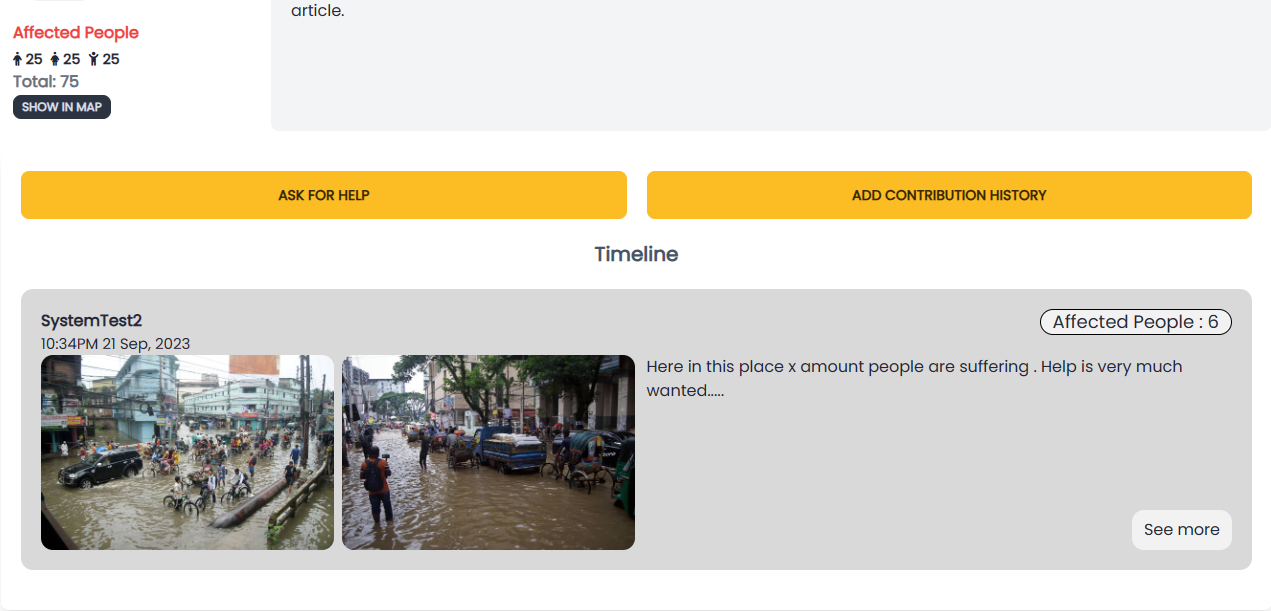 article.
Affected People
25 25 25
Total: 75
SHOW IN MAP
ASK FOR HELP
ADD CONTRIBUTION HISTORY
Timeline
SystemTest2
Affected People : 6
10:34PM 21 Sep, 2023
Here in this place x amount people are suffering . Help is very much
wanted.....
See more